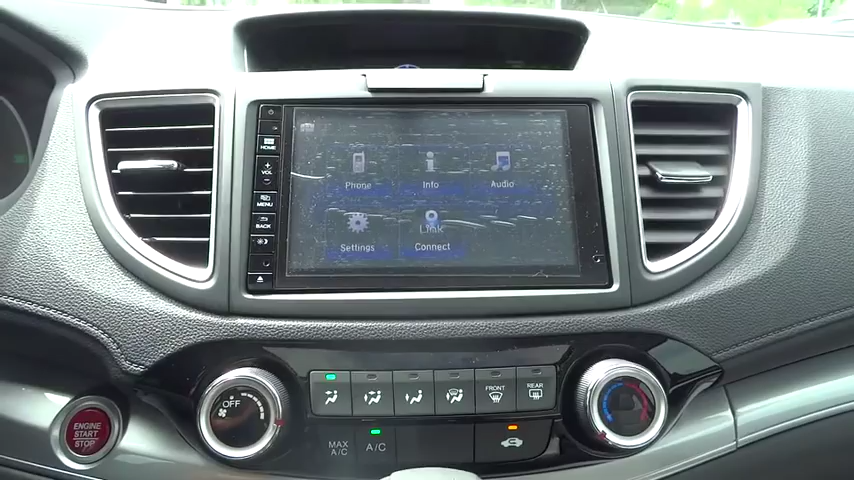 HOME
VOL
MENU
BACK
Phone
Info
Audio
Settings
Link
Connect
ENGINE
START
STOP
OFF
FRONT
REAR
MAX
A/C
A/C